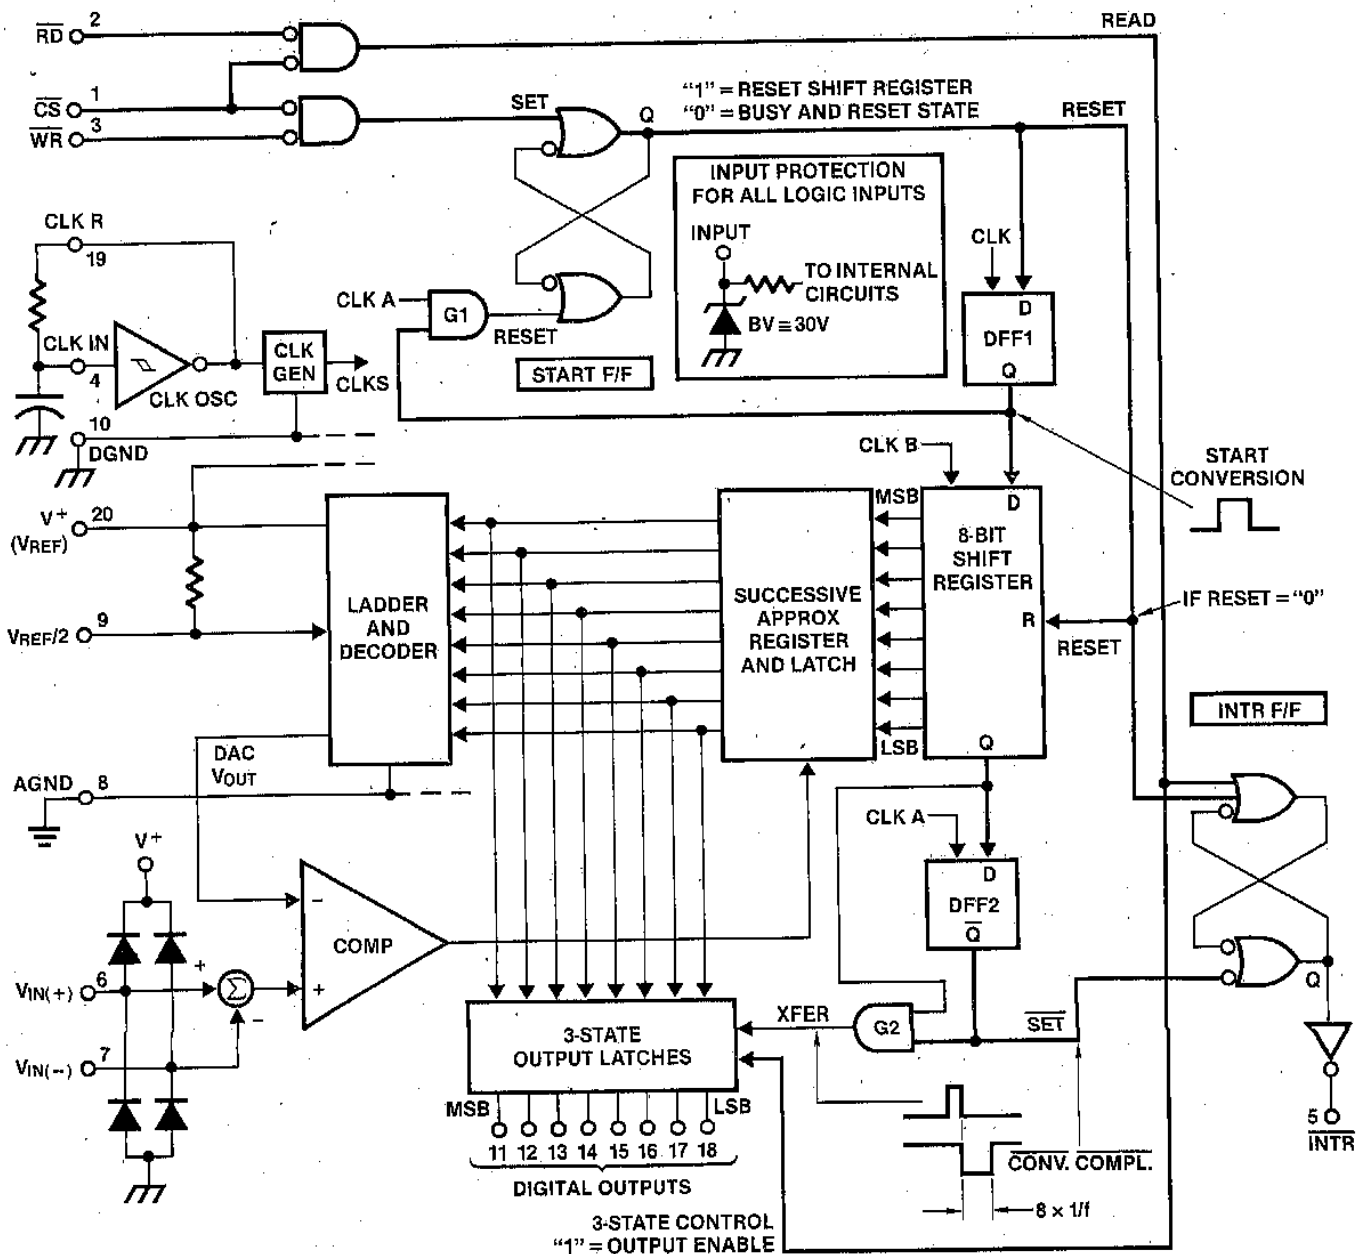 RD 2
READ
CS 1
WR 3
SET
Q
"1" = RESET SHIFT REGISTER
"0" = BUSY AND RESET STATE
RESET
INPUT PROTECTION
FOR ALL LOGIC INPUTS
INPUT
TO INTERNAL
CIRCUITS
BV ≅ 30V
CLK
D
DFF1
Q
CLK R
19
CLK IN
4
CLK OSC
CLK
GEN
CLKS
10
DGND
CLK A
G1
RESET
START F/F
CLK B
START
CONVERSION
V+ 20
(VREF)
VREF/2 9
LADDER
AND
DECODER
SUCCESSIVE
APPROX
REGISTER
AND LATCH
MSB
LSB
D
8-BIT
SHIFT
REGISTER
R
Q
RESET
IF RESET = "0"
INTR F/F
DAC
VOUT
AGND 8
V+
CLK A
D
DFF2
Q
COMP
-
+
VIN(+) 6
+
Σ
-
VIN(-) 7
3-STATE
OUTPUT LATCHES
XFER
G2
SET
Q
MSB
LSB
11 12 13 14 15 16 17 18
DIGITAL OUTPUTS
CONV. COMPL.
8 × 1/f
5
INTR
3-STATE CONTROL
"1" = OUTPUT ENABLE